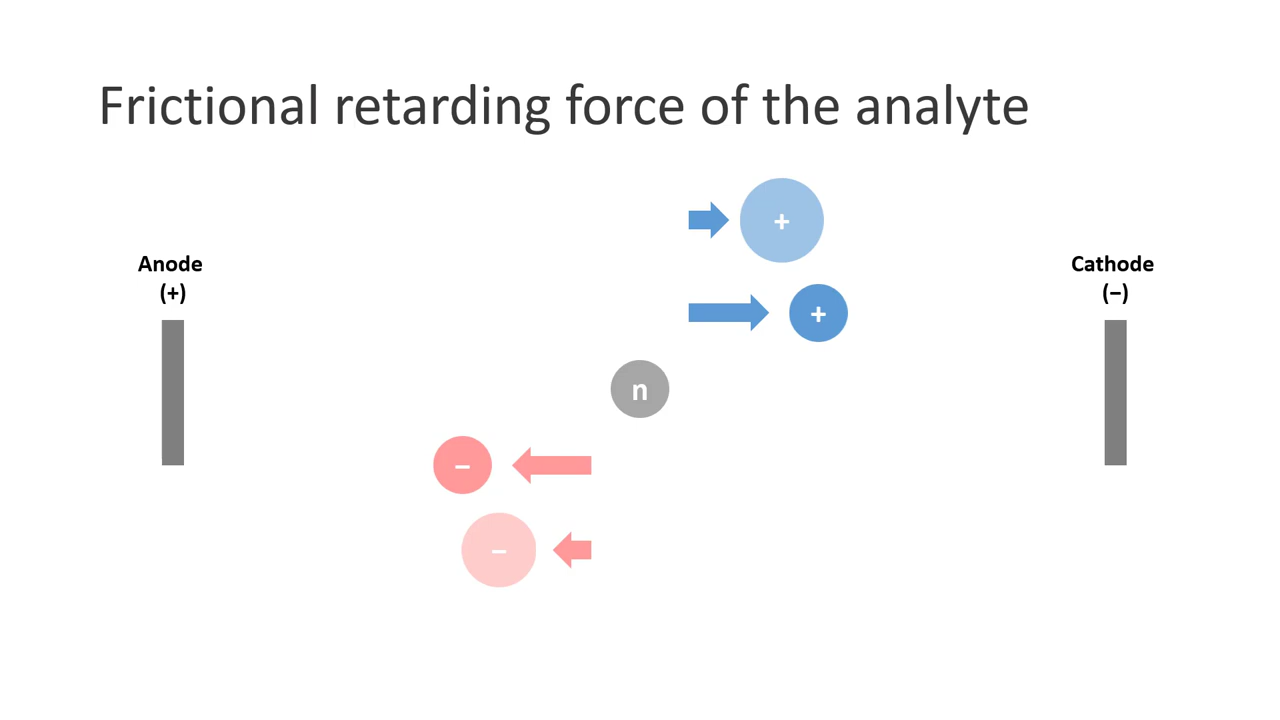 Frictional retarding force of the analyte
+
Anode
(+)
Cathode
(−)
+
n
−
−